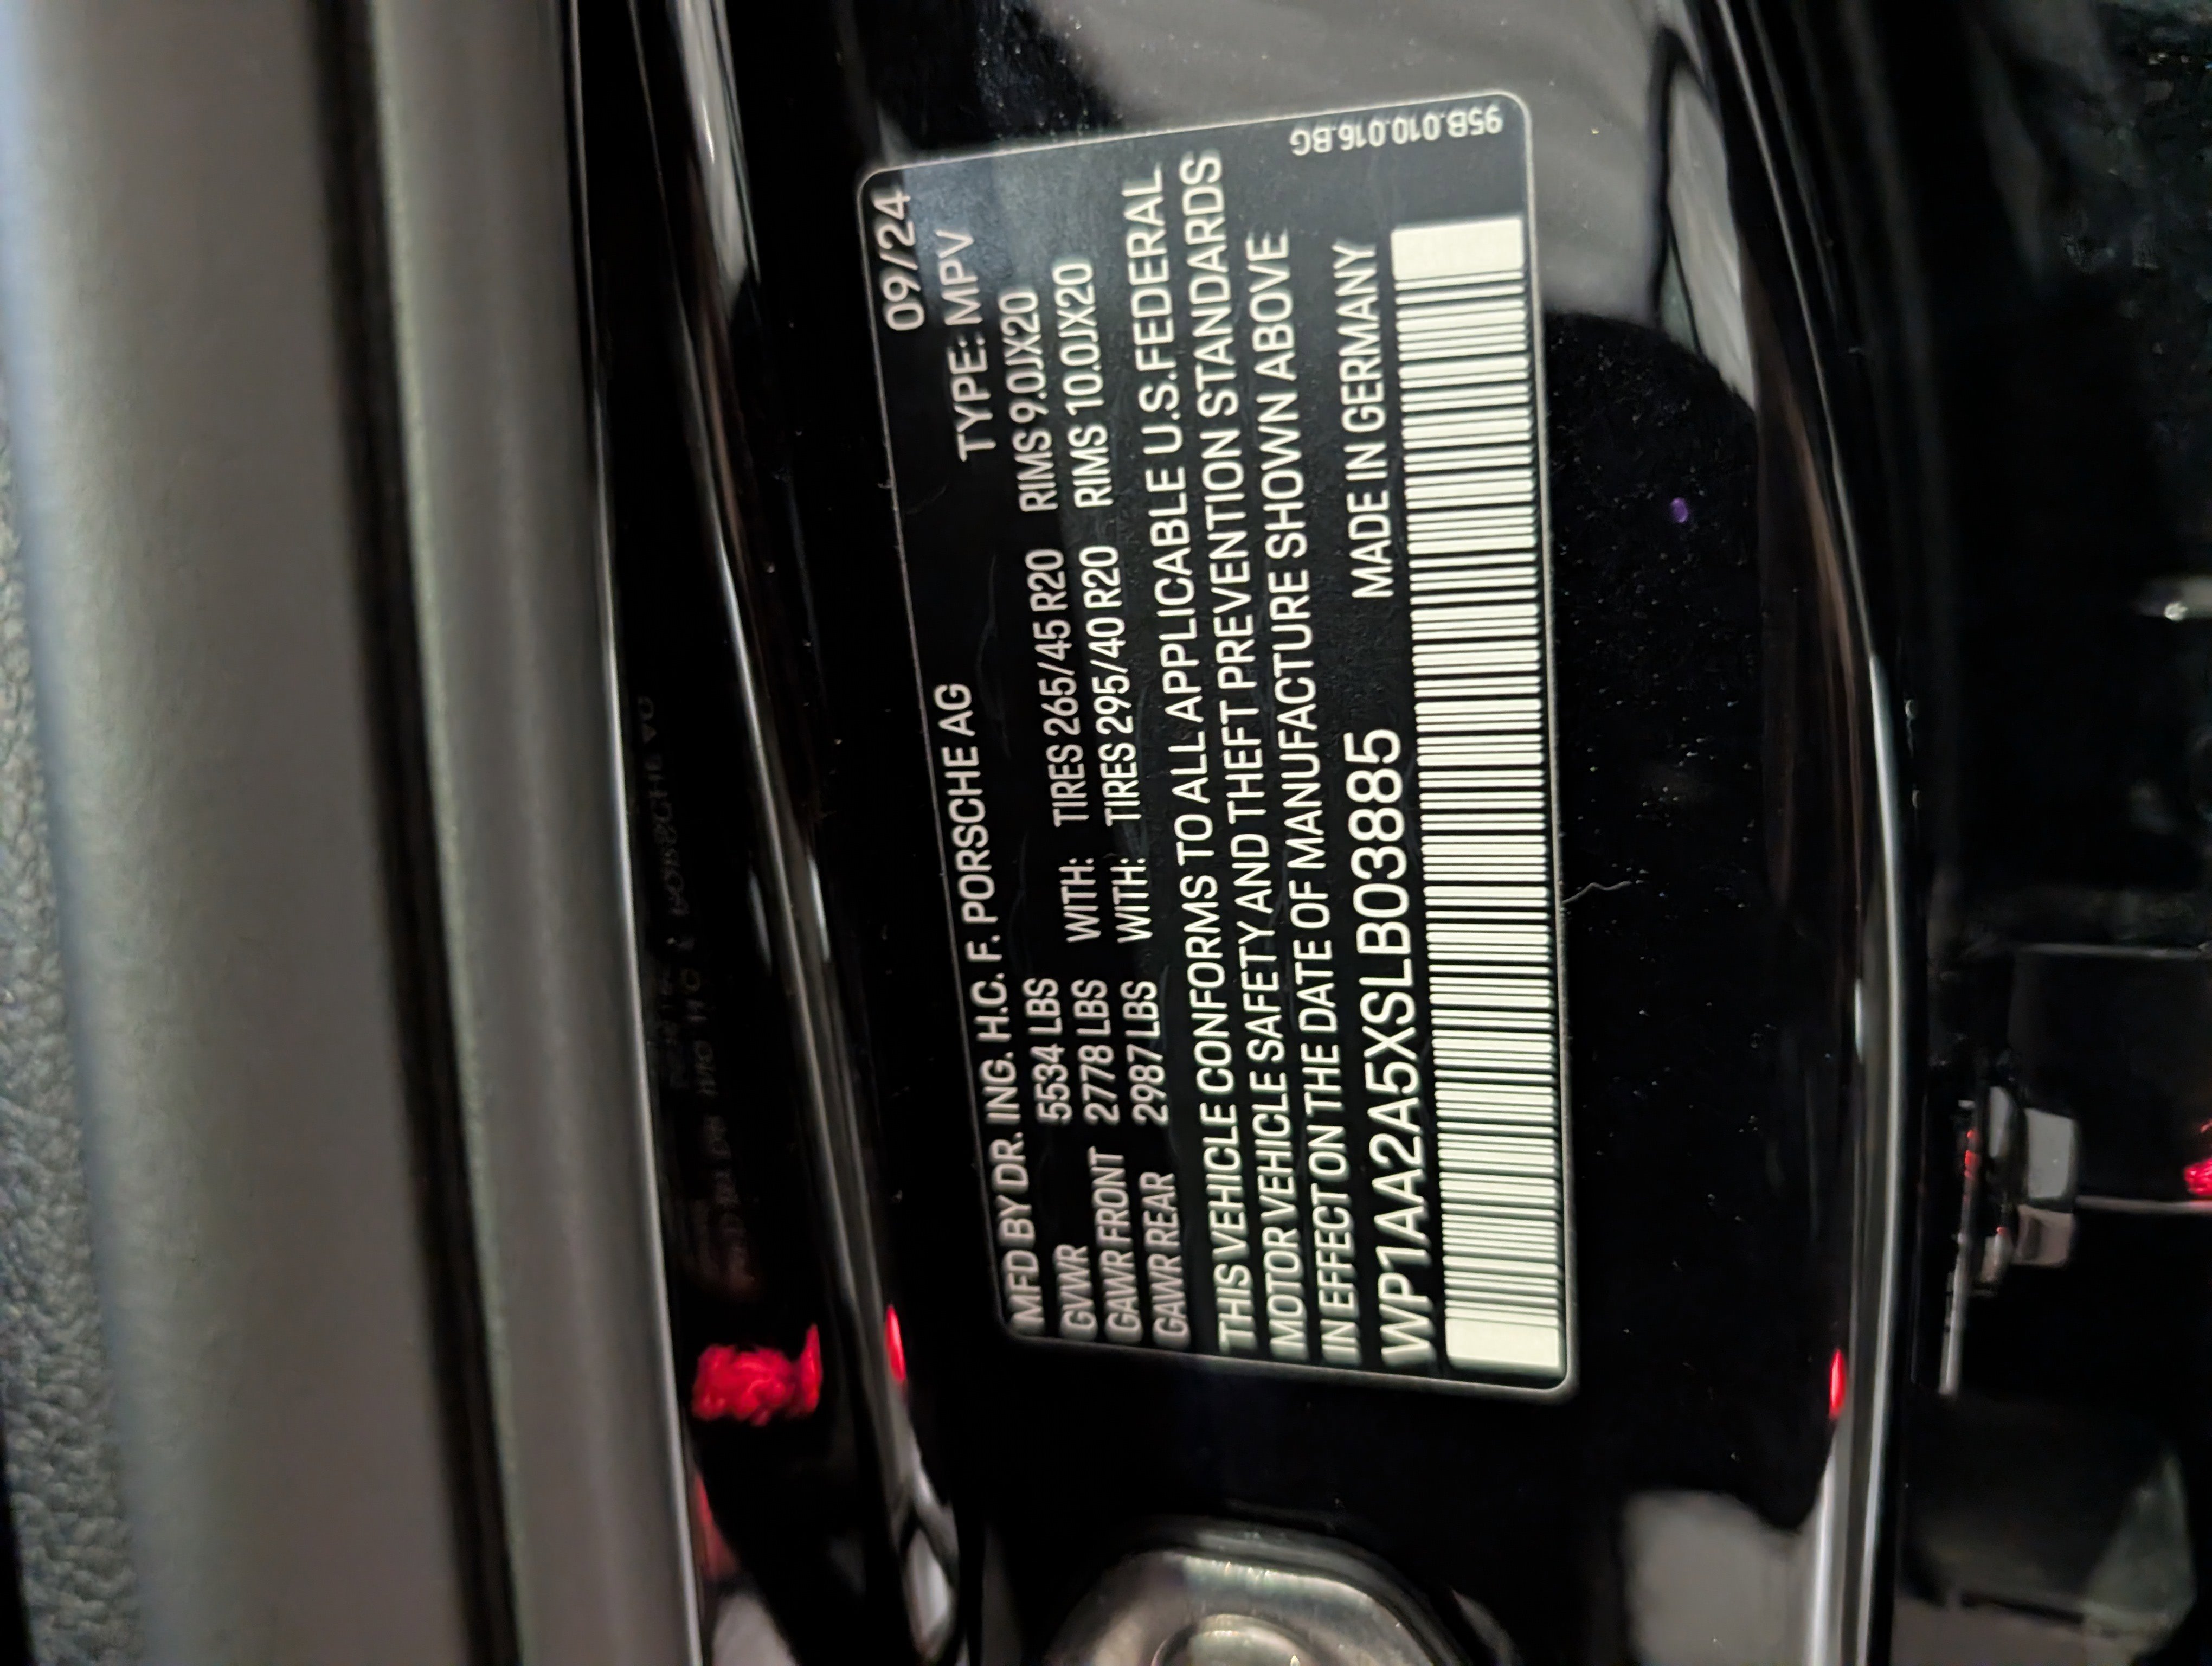 09/24
MFD BY DR. ING. H.C. F. PORSCHE AG TYPE: MPV
GVWR 5534 LBS WITH: TIRES 265/45 R20 RIMS 9.0JX20
GAWR FRONT 2778 LBS WITH: TIRES 295/40 R20 RIMS 10.0JX20
GAWR REAR 2987 LBS
THIS VEHICLE CONFORMS TO ALL APPLICABLE U.S.FEDERAL
MOTOR VEHICLE SAFETY AND THEFT PREVENTION STANDARDS
IN EFFECT ON THE DATE OF MANUFACTURE SHOWN ABOVE
WP1AA2A5XSLB03885 MADE IN GERMANY
95B.010.016.BG